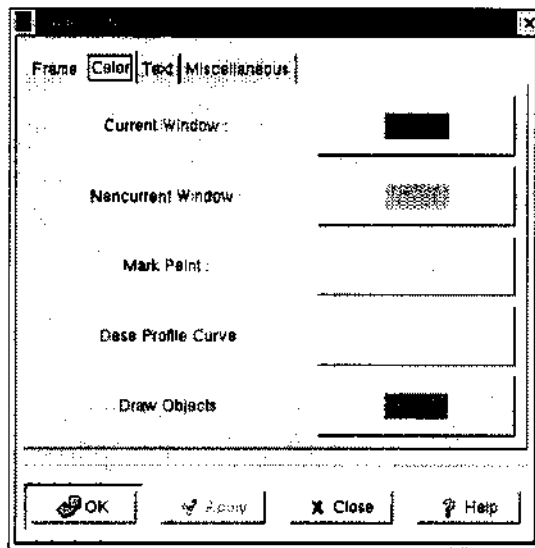 Frame Color Text Miscellaneous
Current Window :
Noncurrent Window :
Mark Point :
Dose Profile Curve
Draw Objects
OK Apply X Close ? Help